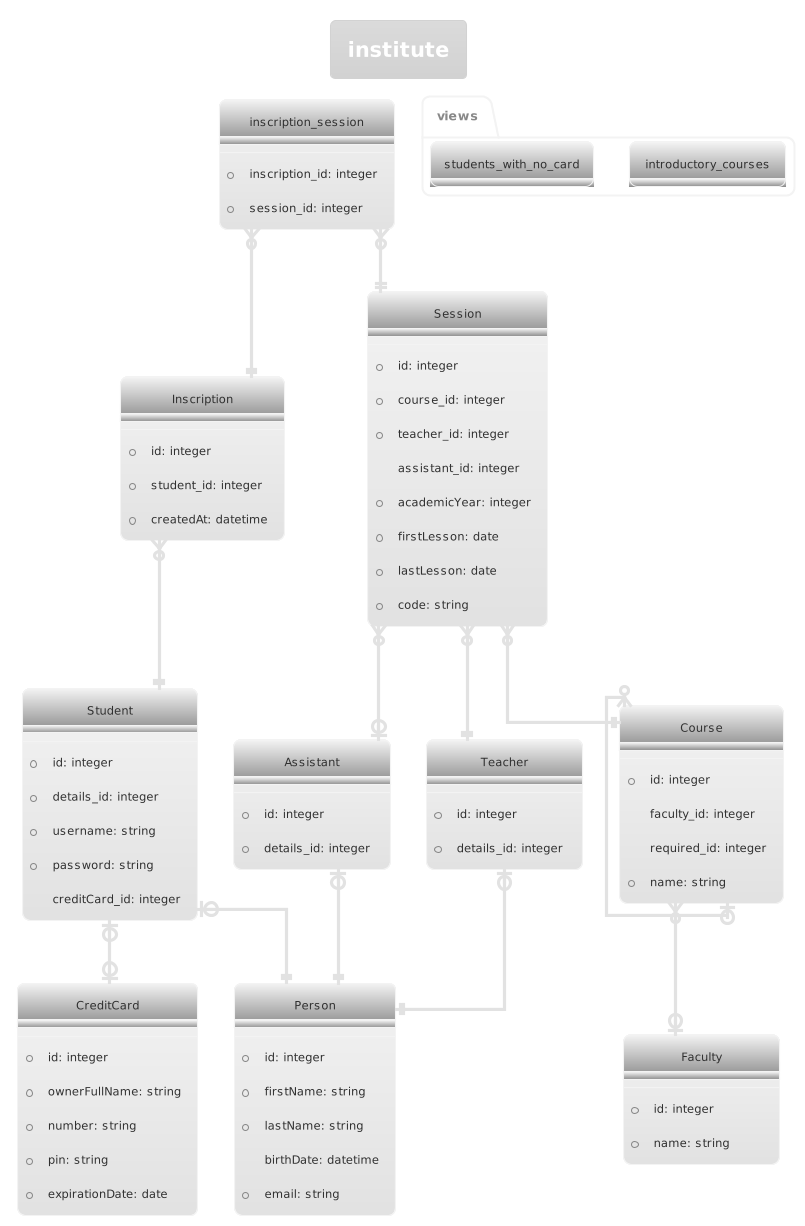 institute
inscription_session
inscription_id: integer
session_id: integer
views
students_with_no_card
introductory_courses
Session
id: integer
course_id: integer
teacher_id: integer
assistant_id: integer
academicYear: integer
firstLesson: date
lastLesson: date
code: string
Inscription
id: integer
student_id: integer
createdAt: datetime
Student
id: integer
details_id: integer
username: string
password: string
creditCard_id: integer
Assistant
id: integer
details_id: integer
Teacher
id: integer
details_id: integer
Course
id: integer
faculty_id: integer
required_id: integer
name: string
CreditCard
id: integer
ownerFullName: string
number: string
pin: string
expirationDate: date
Person
id: integer
firstName: string
lastName: string
birthDate: datetime
email: string
Faculty
id: integer
name: string